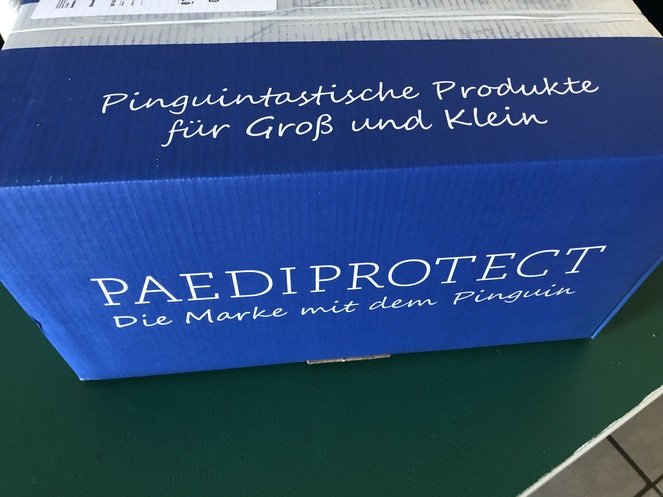 Pinguintastische Produkte
für Groß und Klein
PAEDIPROTECT
Die Marke mit dem Pinguin